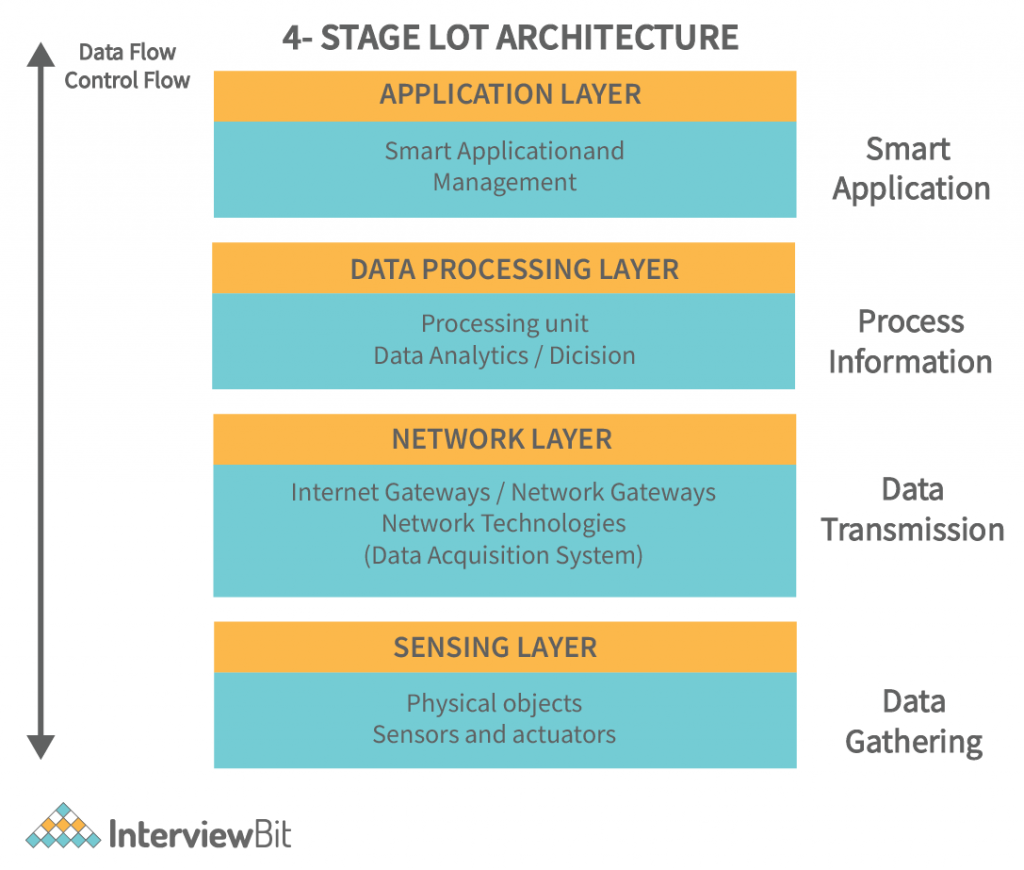 4- STAGE LOT ARCHITECTURE
Data Flow
Control Flow
APPLICATION LAYER
Smart Applicationand
Management
Smart
Application
DATA PROCESSING LAYER
Processing unit
Data Analytics / Dicision
Process
Information
NETWORK LAYER
Internet Gateways / Network Gateways
Network Technologies
(Data Acquisition System)
Data
Transmission
SENSING LAYER
Physical objects
Sensors and actuators
Data
Gathering
InterviewBit